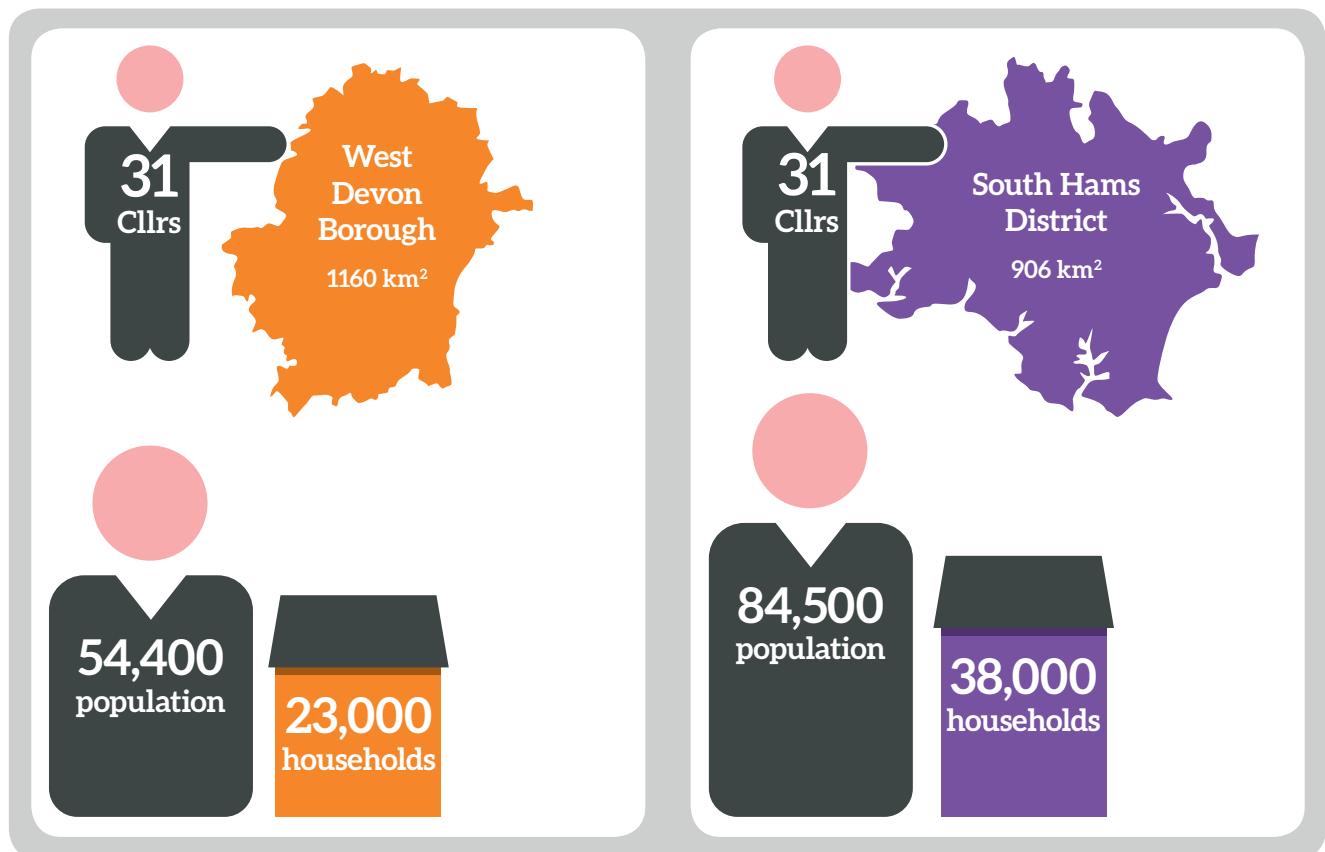 31
Cllrs
West
Devon
Borough
1160 km²
54,400
population
23,000
households
31
Cllrs
South Hams
District
906 km²
84,500
population
38,000
households